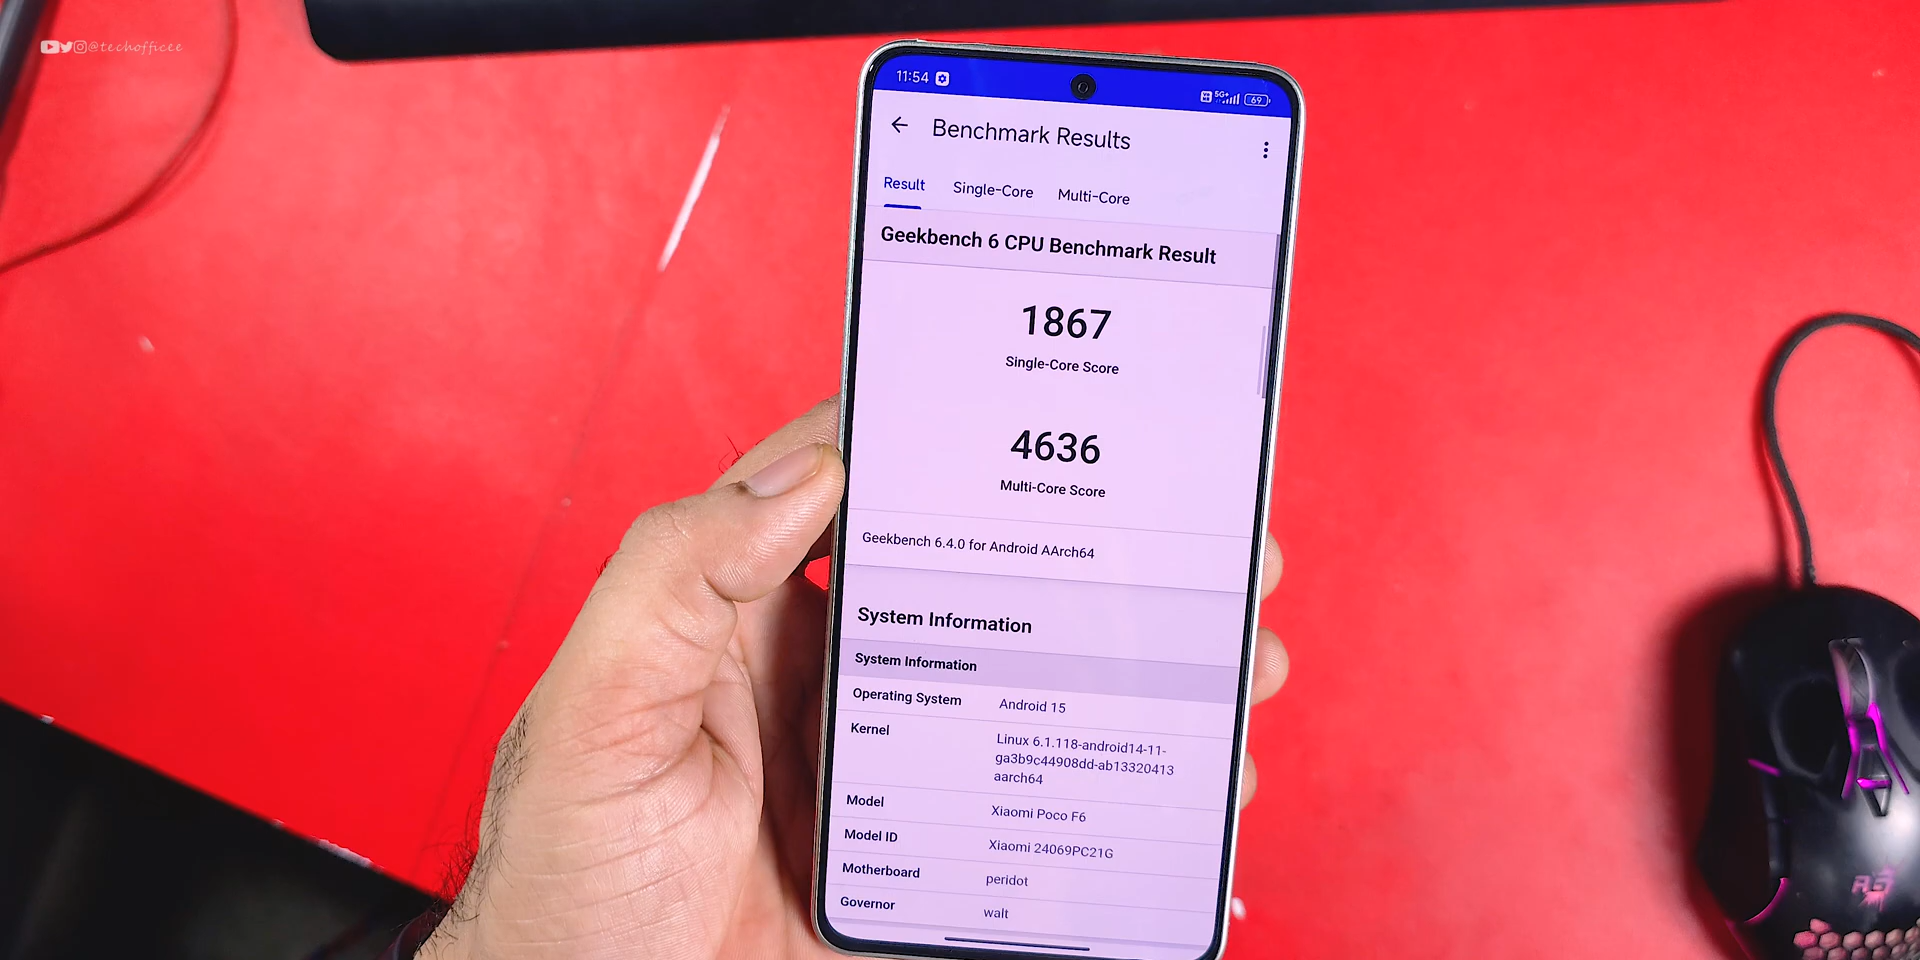 @techofficee
11:54
5G+ 69
Benchmark Results
Result Single-Core Multi-Core
Geekbench 6 CPU Benchmark Result
1867
Single-Core Score
4636
Multi-Core Score
Geekbench 6.4.0 for Android AArch64
System Information
System Information
Operating System Android 15
Kernel Linux 6.1.118-android14-11-
ga3b9c44908dd-ab13320413
aarch64
Model Xiaomi Poco F6
Model ID Xiaomi 24069PC21G
Motherboard peridot
Governor walt